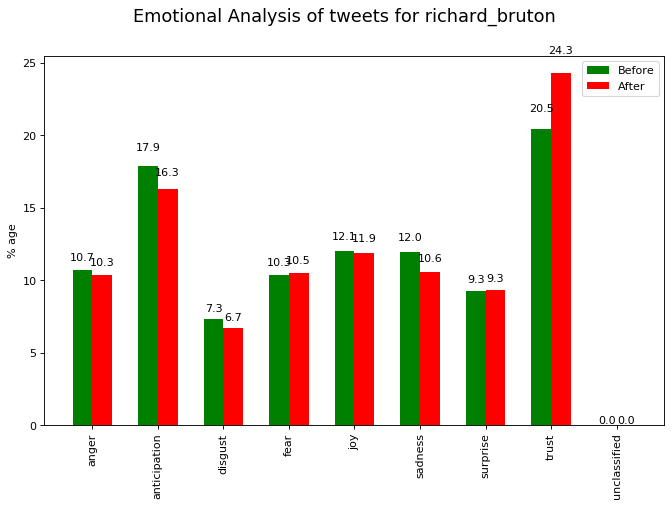 Emotional Analysis of tweets for richard_bruton
Before
After
% age
25
20
15
10
5
0
10.7
10.3
17.9
16.3
7.3
6.7
10.3
10.5
12.1
11.9
12.0
10.6
9.3
9.3
20.5
24.3
0.0
0.0
anger
anticipation
disgust
fear
joy
sadness
surprise
trust
unclassified